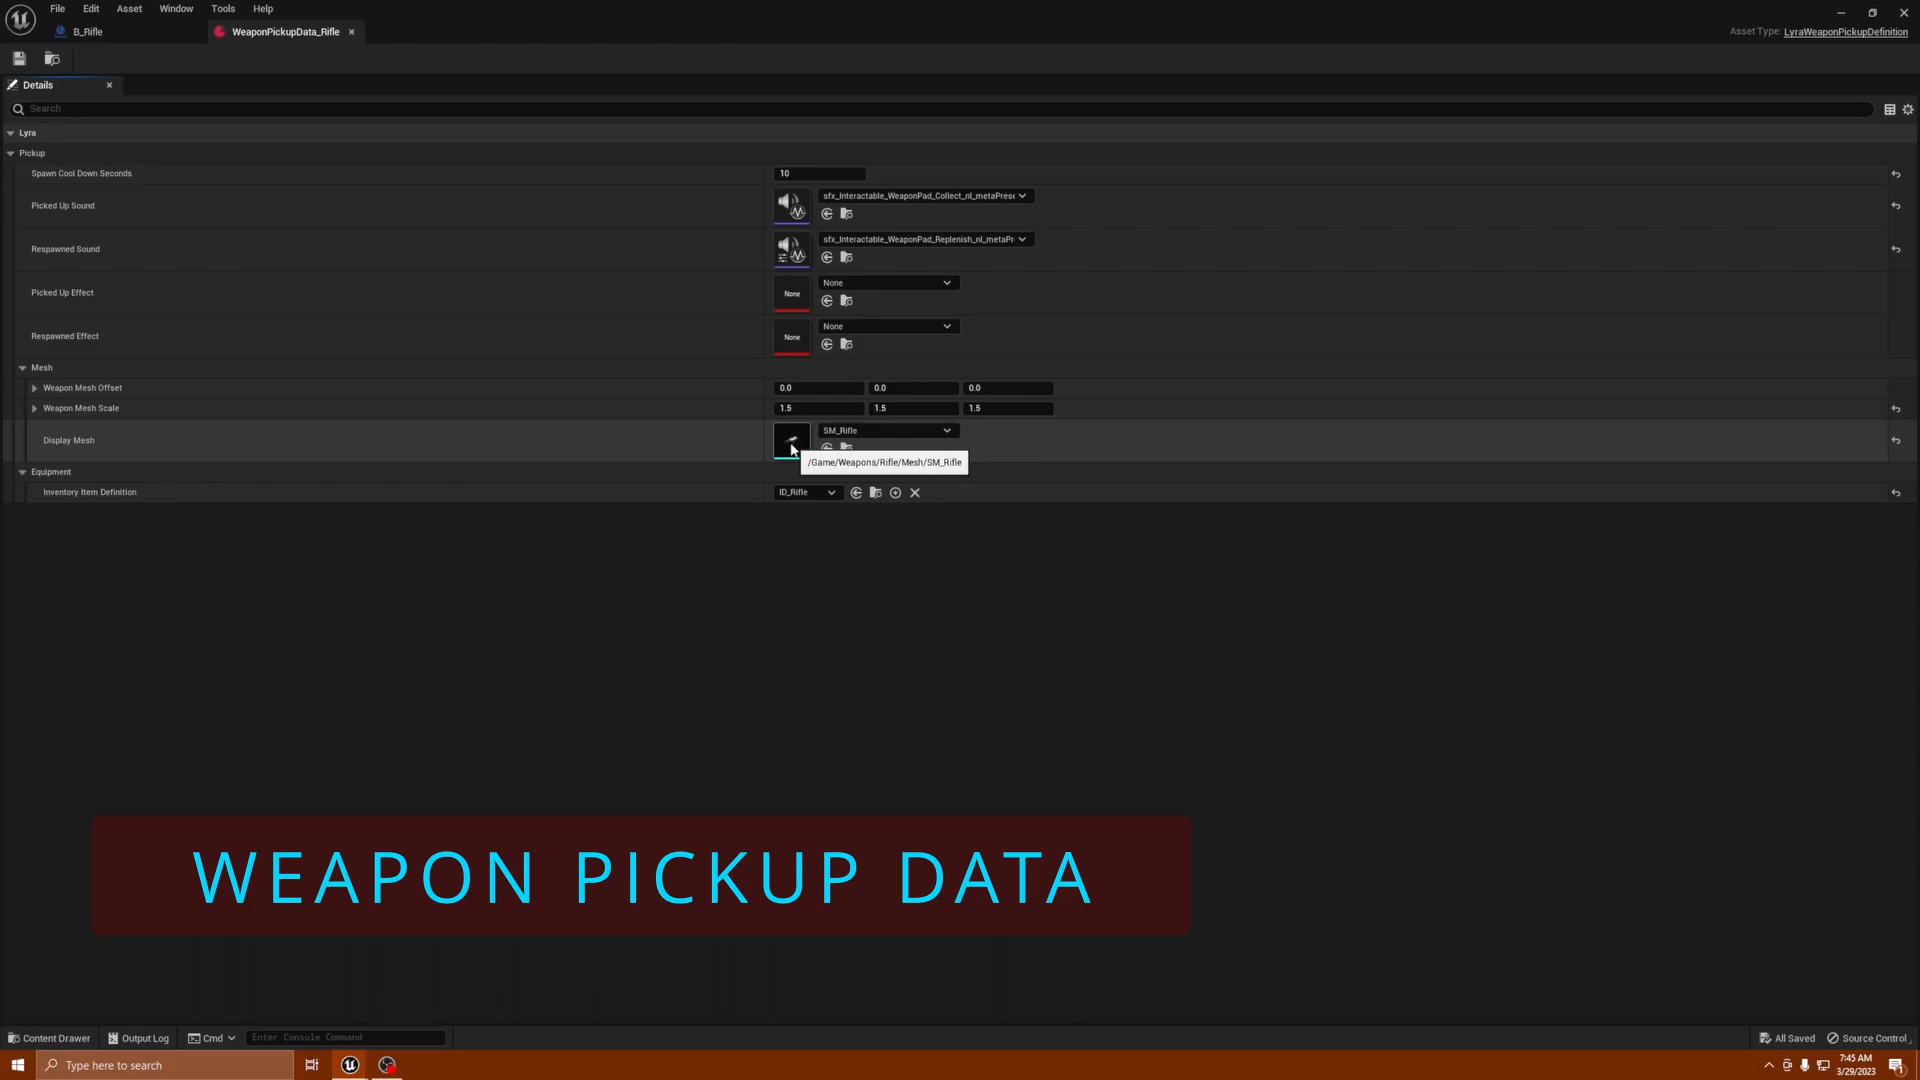 File Edit Asset Window Tools Help
B_Rifle
WeaponPickupData_Rifle
Asset Type: LyraWeaponPickupDefinition
Details
Search
Lyra
Pickup
Spawn Cool Down Seconds
10
Picked Up Sound
sfx_Interactable_WeaponPad_Collect_nl_metaPrese
Respawned Sound
sfx_Interactable_WeaponPad_Replenish_nl_metaPr
Picked Up Effect
None
None
Respawned Effect
None
None
Mesh
Weapon Mesh Offset
0.0 0.0 0.0
Weapon Mesh Scale
1.5 1.5 1.5
Display Mesh
SM_Rifle
/Game/Weapons/Rifle/Mesh/SM_Rifle
Equipment
Inventory Item Definition
ID_Rifle
WEAPON PICKUP DATA
Content Drawer
Output Log
Cmd
Enter Console Command
All Saved
Source Control
Type here to search
7:45 AM
3/29/2023
1